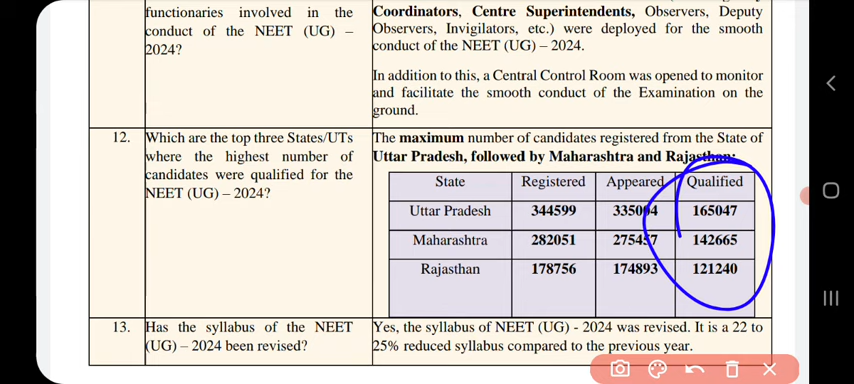 functionaries involved in the
conduct of the NEET (UG) –
2024?
Coordinators, Centre Superintendents, Observers, Deputy
Observers, Invigilators, etc.) were deployed for the smooth
conduct of the NEET (UG) – 2024.
In addition to this, a Central Control Room was opened to monitor
and facilitate the smooth conduct of the Examination on the
ground.
12.
Which are the top three States/UTs
where the highest number of
candidates were qualified for the
NEET (UG) – 2024?
The maximum number of candidates registered from the State of
Uttar Pradesh, followed by Maharashtra and Rajasthan:
State Registered Appeared Qualified
Uttar Pradesh 344599 335094 165047
Maharashtra 282051 275457 142665
Rajasthan 178756 174893 121240
13.
Has the syllabus of the NEET
(UG) – 2024 been revised?
Yes, the syllabus of NEET (UG) - 2024 was revised. It is a 22 to
25% reduced syllabus compared to the previous year.